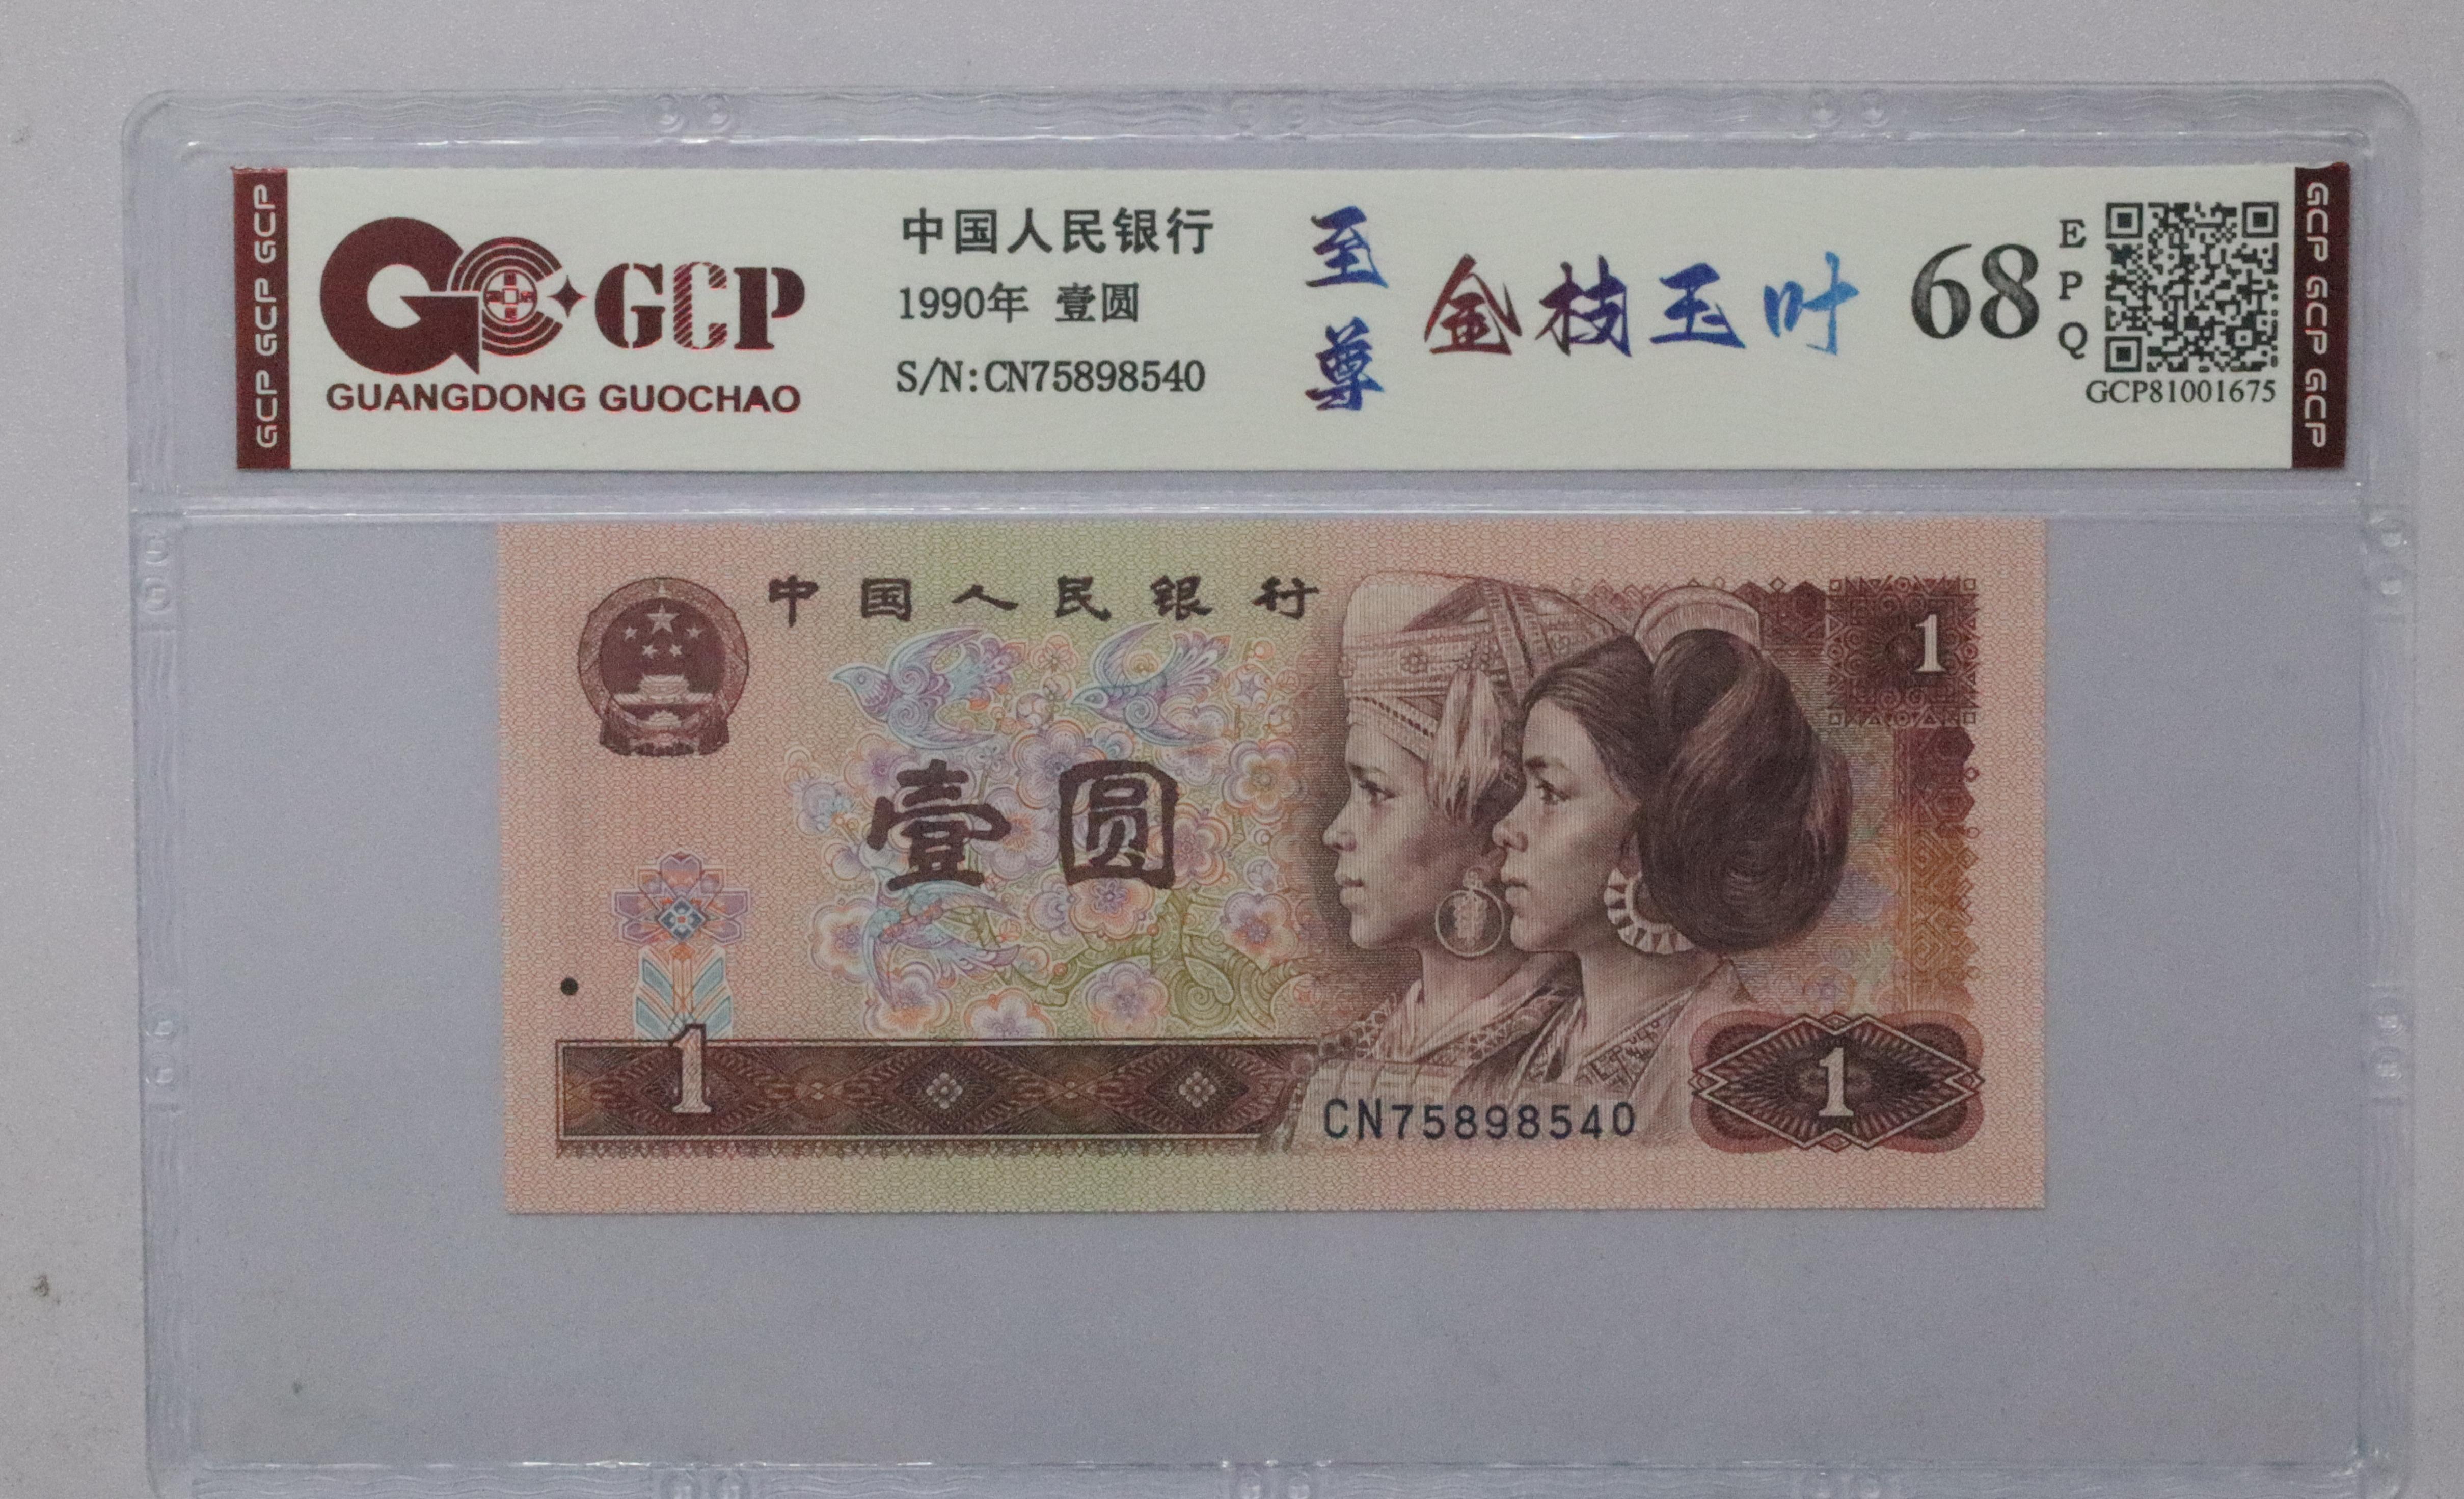 GCP GCP GCP
GCP
GUANGDONG GUOCHAO
中国人民银行
1990年 壹圆
S/N:CN75898540
至尊
金枝玉叶
68
EPQ
GCP81001675
GCP GCP GCP
中国人民银行
1
壹圆
1
CN75898540
1